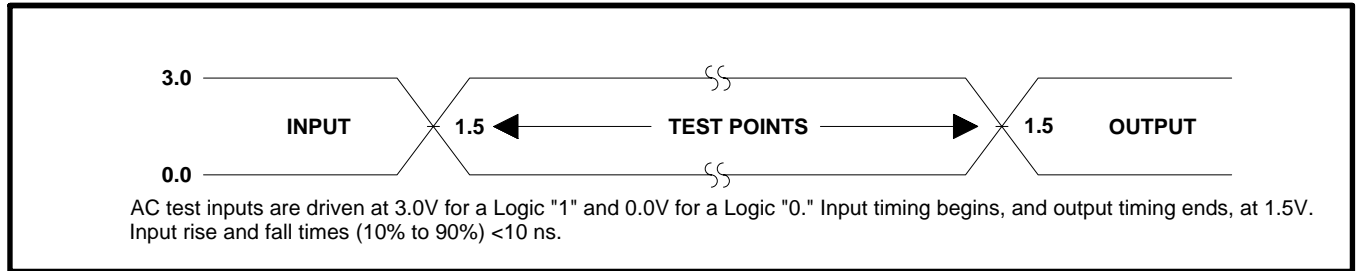 3.0
INPUT 1.5 TEST POINTS 1.5 OUTPUT
0.0
AC test inputs are driven at 3.0V for a Logic "1" and 0.0V for a Logic "0." Input timing begins, and output timing ends, at 1.5V.
Input rise and fall times (10% to 90%) <10 ns.